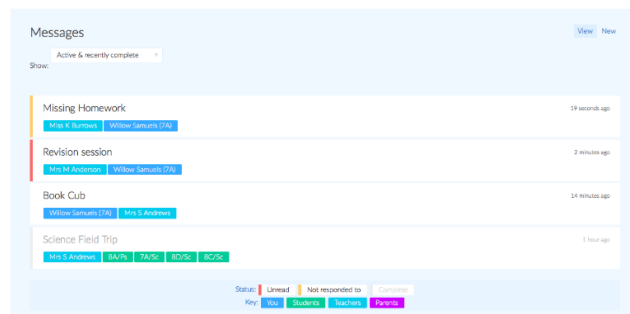 Messages
View New
Active & recently complete
Show:
Missing Homework
19 seconds ago
Miss K Burrows Willow Samuels (7A)
Revision session
2 minutes ago
Mrs M Anderson Willow Samuels (7A)
Book Cub
14 minutes ago
Willow Samuels (7A) Mrs S Andrews
Science Field Trip
1 hour ago
Mrs S Andrews 8A/Ps 7A/Sc 8D/Sc 8C/Sc
Status: Unread Not responded to Complete
Key: You Students Teachers Parents